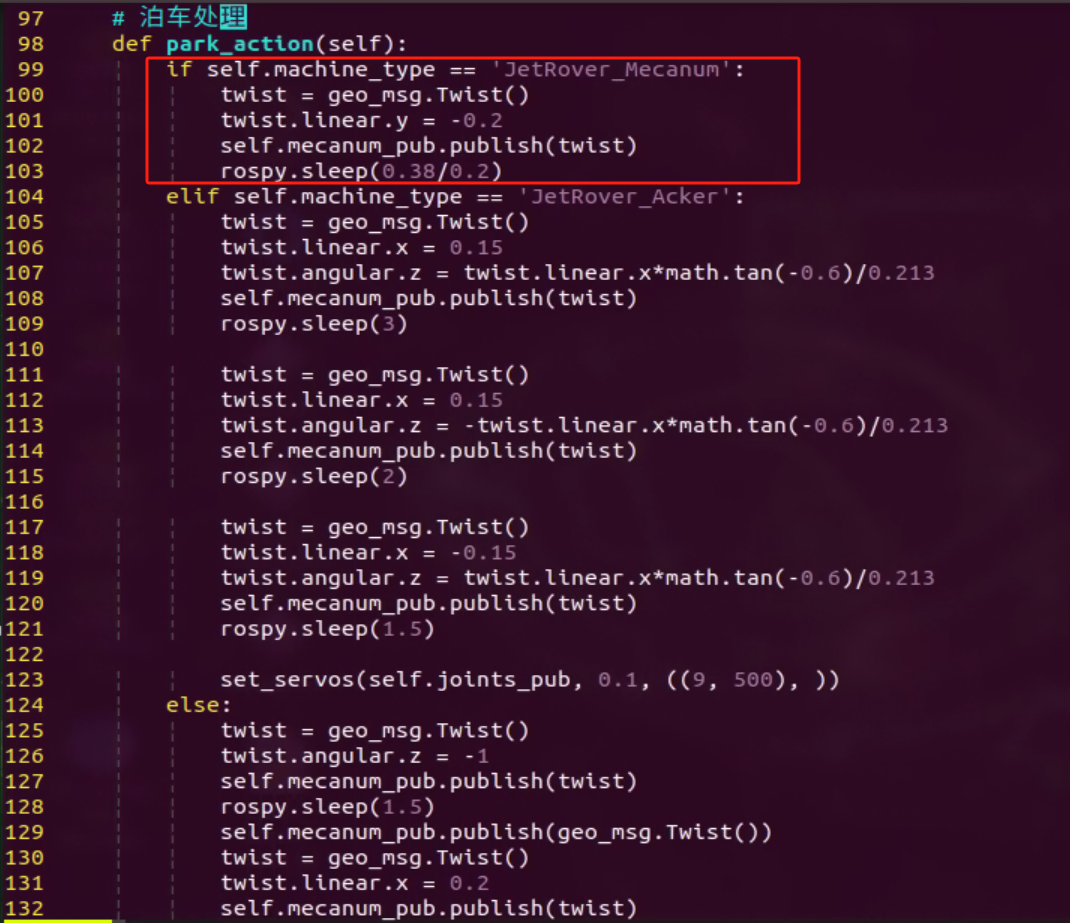 97 # 泊车处理
98 def park_action(self):
99 if self.machine_type == 'JetRover_Mecanum':
100 twist = geo_msg.Twist()
101 twist.linear.y = -0.2
102 self.mecanum_pub.publish(twist)
103 rospy.sleep(0.38/0.2)
104 elif self.machine_type == 'JetRover_Acker':
105 twist = geo_msg.Twist()
106 twist.linear.x = 0.15
107 twist.angular.z = twist.linear.x*math.tan(-0.6)/0.213
108 self.mecanum_pub.publish(twist)
109 rospy.sleep(3)
110
111 twist = geo_msg.Twist()
112 twist.linear.x = 0.15
113 twist.angular.z = -twist.linear.x*math.tan(-0.6)/0.213
114 self.mecanum_pub.publish(twist)
115 rospy.sleep(2)
116
117 twist = geo_msg.Twist()
118 twist.linear.x = -0.15
119 twist.angular.z = twist.linear.x*math.tan(-0.6)/0.213
120 self.mecanum_pub.publish(twist)
121 rospy.sleep(1.5)
122
123 set_servos(self.joints_pub, 0.1, ((9, 500), ))
124 else:
125 twist = geo_msg.Twist()
126 twist.angular.z = -1
127 self.mecanum_pub.publish(twist)
128 rospy.sleep(1.5)
129 self.mecanum_pub.publish(geo_msg.Twist())
130 twist = geo_msg.Twist()
131 twist.linear.x = 0.2
132 self.mecanum_pub.publish(twist)